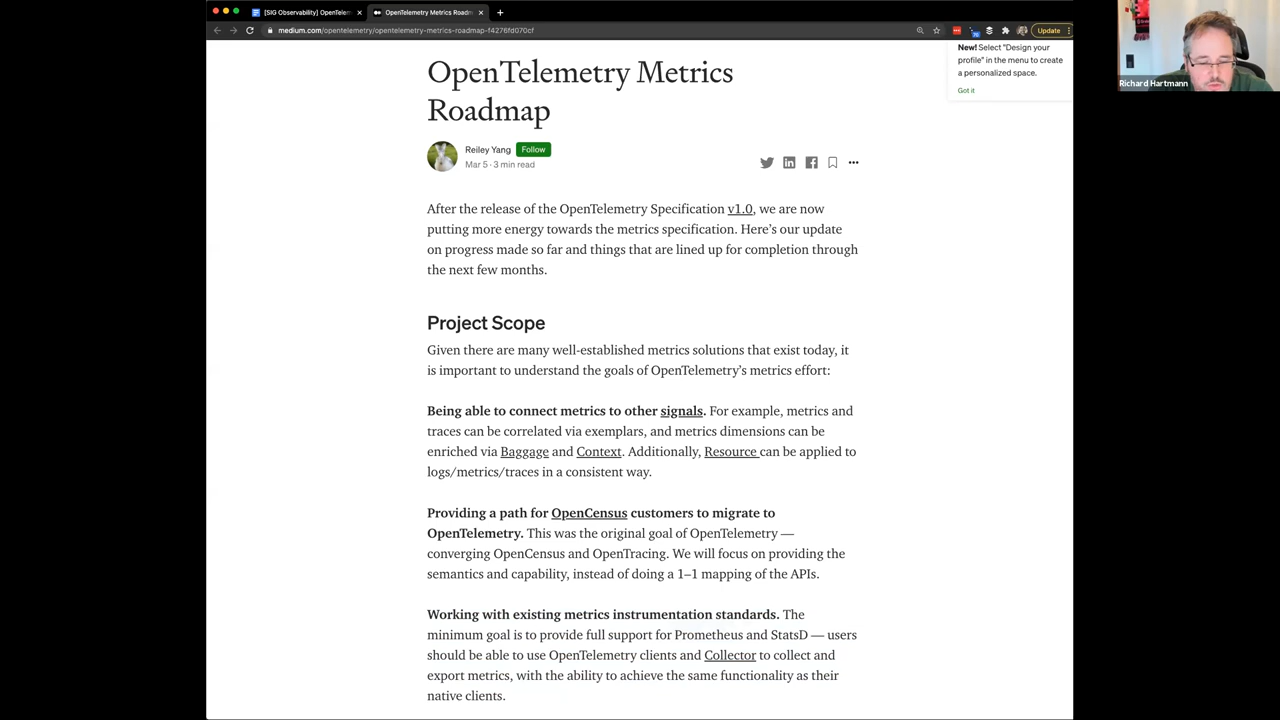 [SIG Observability] OpenTelem
OpenTelemetry Metrics Roadm
medium.com/opentelemetry/opentelemetry-metrics-roadmap-f4276fd070cf
Update
New! Select "Design your
profile" in the menu to create
a personalized space.
Got it
Richard Hartmann
OpenTelemetry Metrics
Roadmap
Reiley Yang
Follow
Mar 5 · 3 min read
After the release of the OpenTelemetry Specification v1.0, we are now
putting more energy towards the metrics specification. Here’s our update
on progress made so far and things that are lined up for completion through
the next few months.
Project Scope
Given there are many well-established metrics solutions that exist today, it
is important to understand the goals of OpenTelemetry’s metrics effort:
Being able to connect metrics to other signals. For example, metrics and
traces can be correlated via exemplars, and metrics dimensions can be
enriched via Baggage and Context. Additionally, Resource can be applied to
logs/metrics/traces in a consistent way.
Providing a path for OpenCensus customers to migrate to
OpenTelemetry. This was the original goal of OpenTelemetry —
converging OpenCensus and OpenTracing. We will focus on providing the
semantics and capability, instead of doing a 1–1 mapping of the APIs.
Working with existing metrics instrumentation standards. The
minimum goal is to provide full support for Prometheus and StatsD — users
should be able to use OpenTelemetry clients and Collector to collect and
export metrics, with the ability to achieve the same functionality as their
native clients.